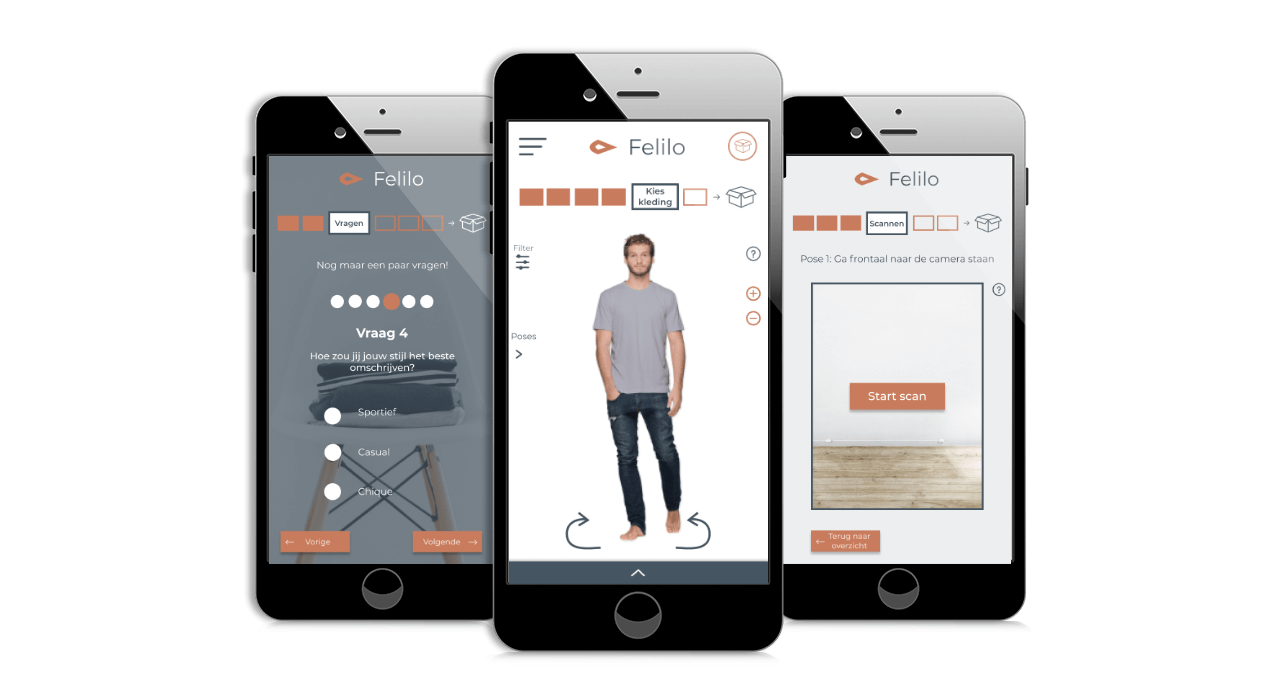 Felilo
Vragen
Nog maar een paar vragen!
Vraag 4
Hoe zou jij jouw stijl het beste
omschrijven?
Sportief
Casual
Chique
← Vorige
Volgende →
Felilo
Kies
kleding
Filter
?
Poses
Felilo
Scannen
Pose 1: Ga frontaal naar de camera staan
?
Start scan
← Terug naar
overzicht